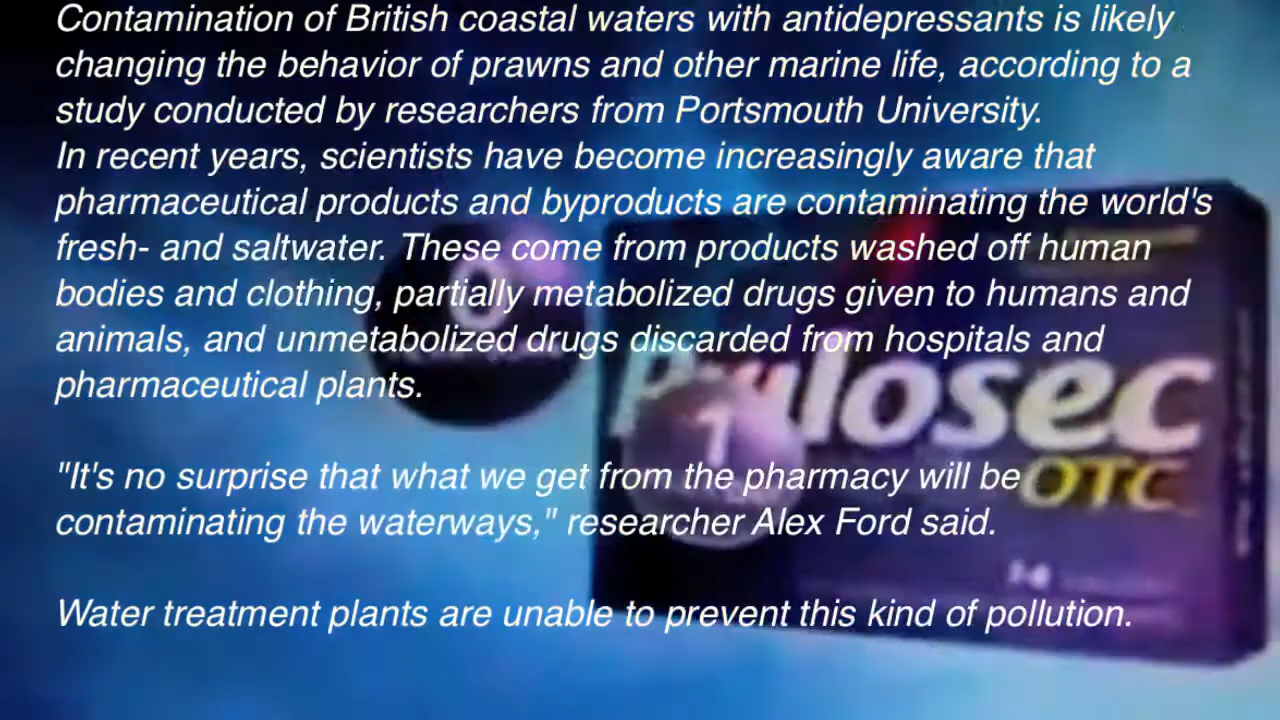 Contamination of British coastal waters with antidepressants is likely
changing the behavior of prawns and other marine life, according to a
study conducted by researchers from Portsmouth University.
In recent years, scientists have become increasingly aware that
pharmaceutical products and byproducts are contaminating the world's
fresh- and saltwater. These come from products washed off human
bodies and clothing, partially metabolized drugs given to humans and
animals, and unmetabolized drugs discarded from hospitals and
pharmaceutical plants.
"It's no surprise that what we get from the pharmacy will be
contaminating the waterways," researcher Alex Ford said.
Water treatment plants are unable to prevent this kind of pollution.
Prilosec
OTC
1